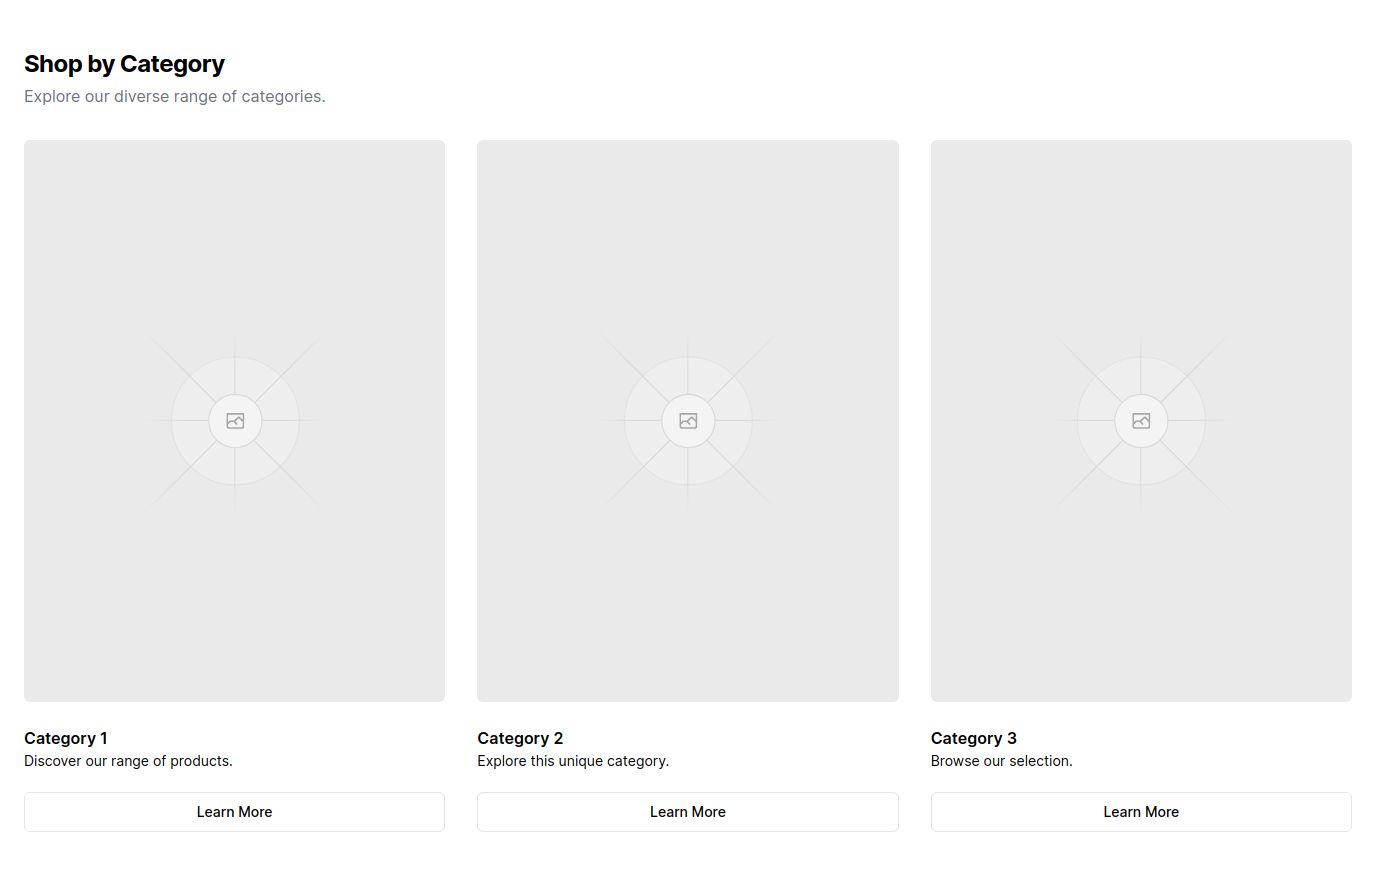 Shop by Category
Explore our diverse range of categories.
Category 1
Discover our range of products.
Learn More
Category 2
Explore this unique category.
Learn More
Category 3
Browse our selection.
Learn More